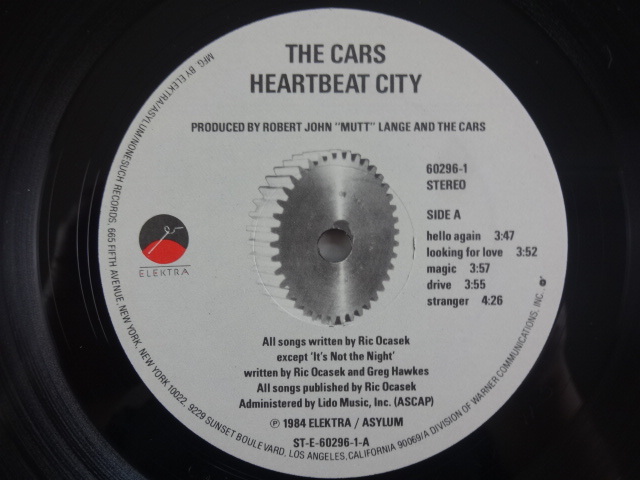 THE CARS
HEARTBEAT CITY
PRODUCED BY ROBERT JOHN "MUTT" LANGE AND THE CARS
60296-1
STEREO
SIDE A
hello again 3:47
looking for love 3:52
magic 3:57
drive 3:55
stranger 4:26
ELEKTRA
All songs written by Ric Ocasek
except 'It's Not the Night'
written by Ric Ocasek and Greg Hawkes
All songs published by Ric Ocasek
Administered by Lido Music, Inc. (ASCAP)
℗ 1984 ELEKTRA / ASYLUM
ST-E-60296-1-A
MFG. BY ELEKTRA/ASYLUM/NONESUCH RECORDS, 665 FIFTH AVENUE, NEW YORK, NEW YORK 10022, 9229 SUNSET BOULEVARD, LOS ANGELES, CALIFORNIA 90069/A DIVISION OF WARNER COMMUNICATIONS, INC.